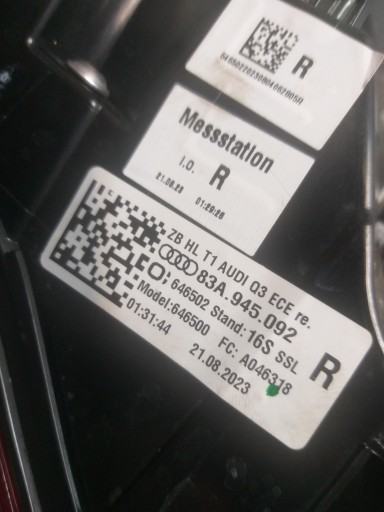 R
Messstation
I.O. R
21.08.23 01:29:28
ZB HL T1 AUDI Q3 ECE re.
83A.945.092
646502 Stand: 16S SSL
Model:646500 FC: A046318
01:31:44 21.08.2023
R